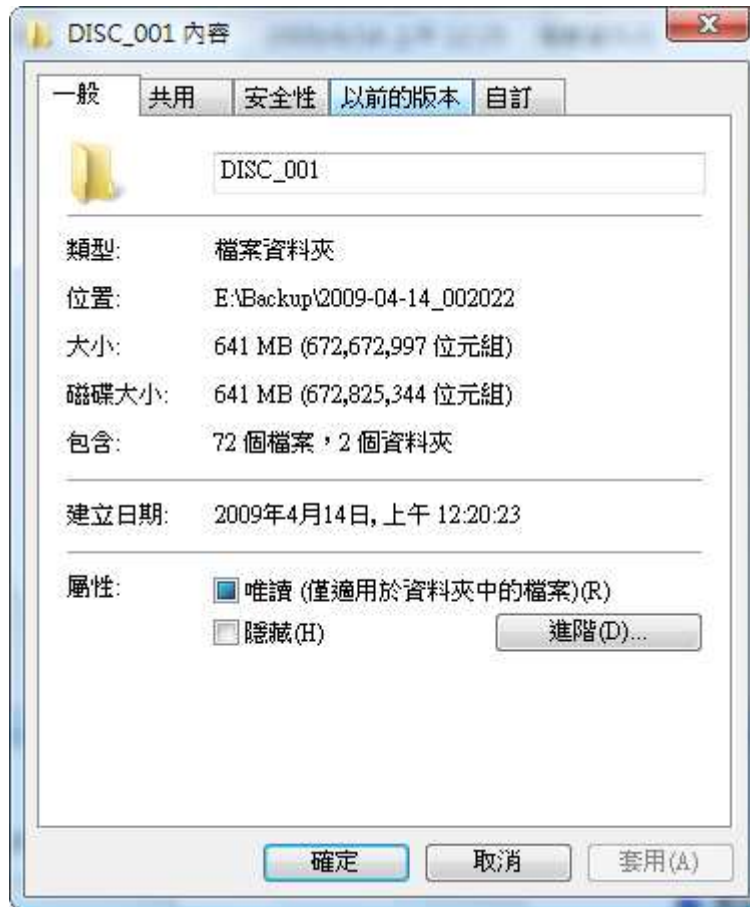 DISC_001 內容
一般 共用 安全性 以前的版本 自訂
DISC_001
類型: 檔案資料夾
位置: E:\Backup\2009-04-14_002022
大小: 641 MB (672,672,997 位元組)
磁碟大小: 641 MB (672,825,344 位元組)
包含: 72 個檔案，2 個資料夾
建立日期: 2009年4月14日, 上午 12:20:23
屬性: 唯讀 (僅適用於資料夾中的檔案)(R)
隱藏(H) 進階(D)...
確定 取消 套用(A)